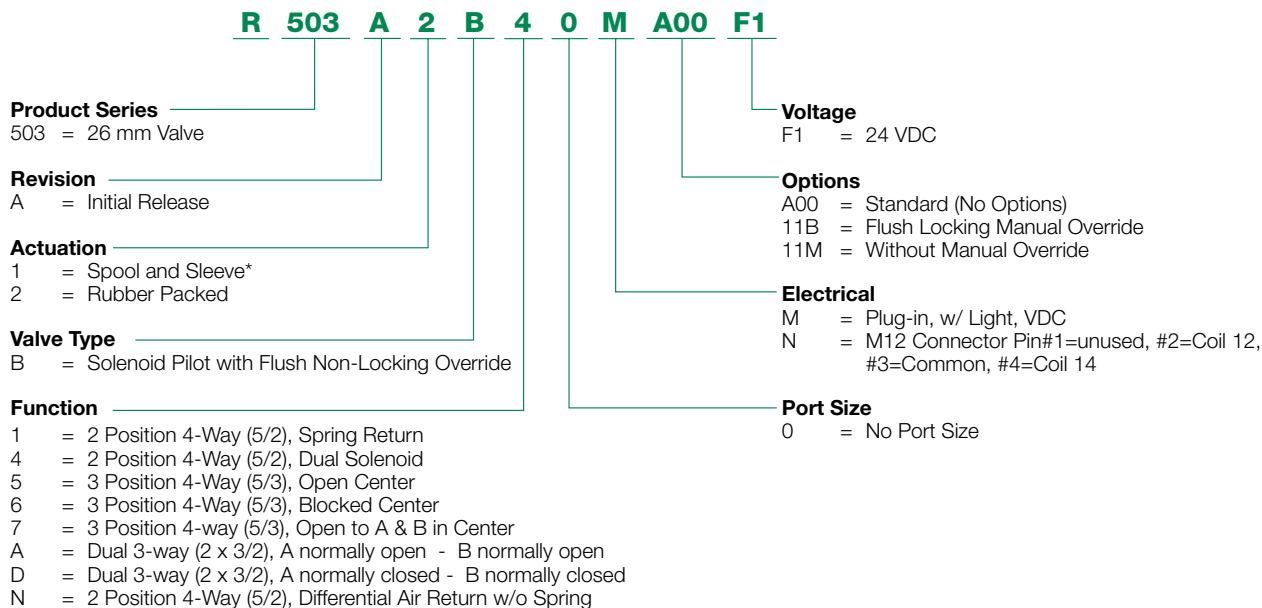 R 503 A 2 B 4 0 M A00 F1
Product Series
503 = 26 mm Valve
Revision
A = Initial Release
Actuation
1 = Spool and Sleeve*
2 = Rubber Packed
Valve Type
B = Solenoid Pilot with Flush Non-Locking Override
Function
1 = 2 Position 4-Way (5/2), Spring Return
4 = 2 Position 4-Way (5/2), Dual Solenoid
5 = 3 Position 4-Way (5/3), Open Center
6 = 3 Position 4-Way (5/3), Blocked Center
7 = 3 Position 4-way (5/3), Open to A & B in Center
A = Dual 3-way (2 x 3/2), A normally open - B normally open
D = Dual 3-way (2 x 3/2), A normally closed - B normally closed
N = 2 Position 4-Way (5/2), Differential Air Return w/o Spring
Voltage
F1 = 24 VDC
Options
A00 = Standard (No Options)
11B = Flush Locking Manual Override
11M = Without Manual Override
Electrical
M = Plug-in, w/ Light, VDC
N = M12 Connector Pin#1=unused, #2=Coil 12,
#3=Common, #4=Coil 14
Port Size
0 = No Port Size